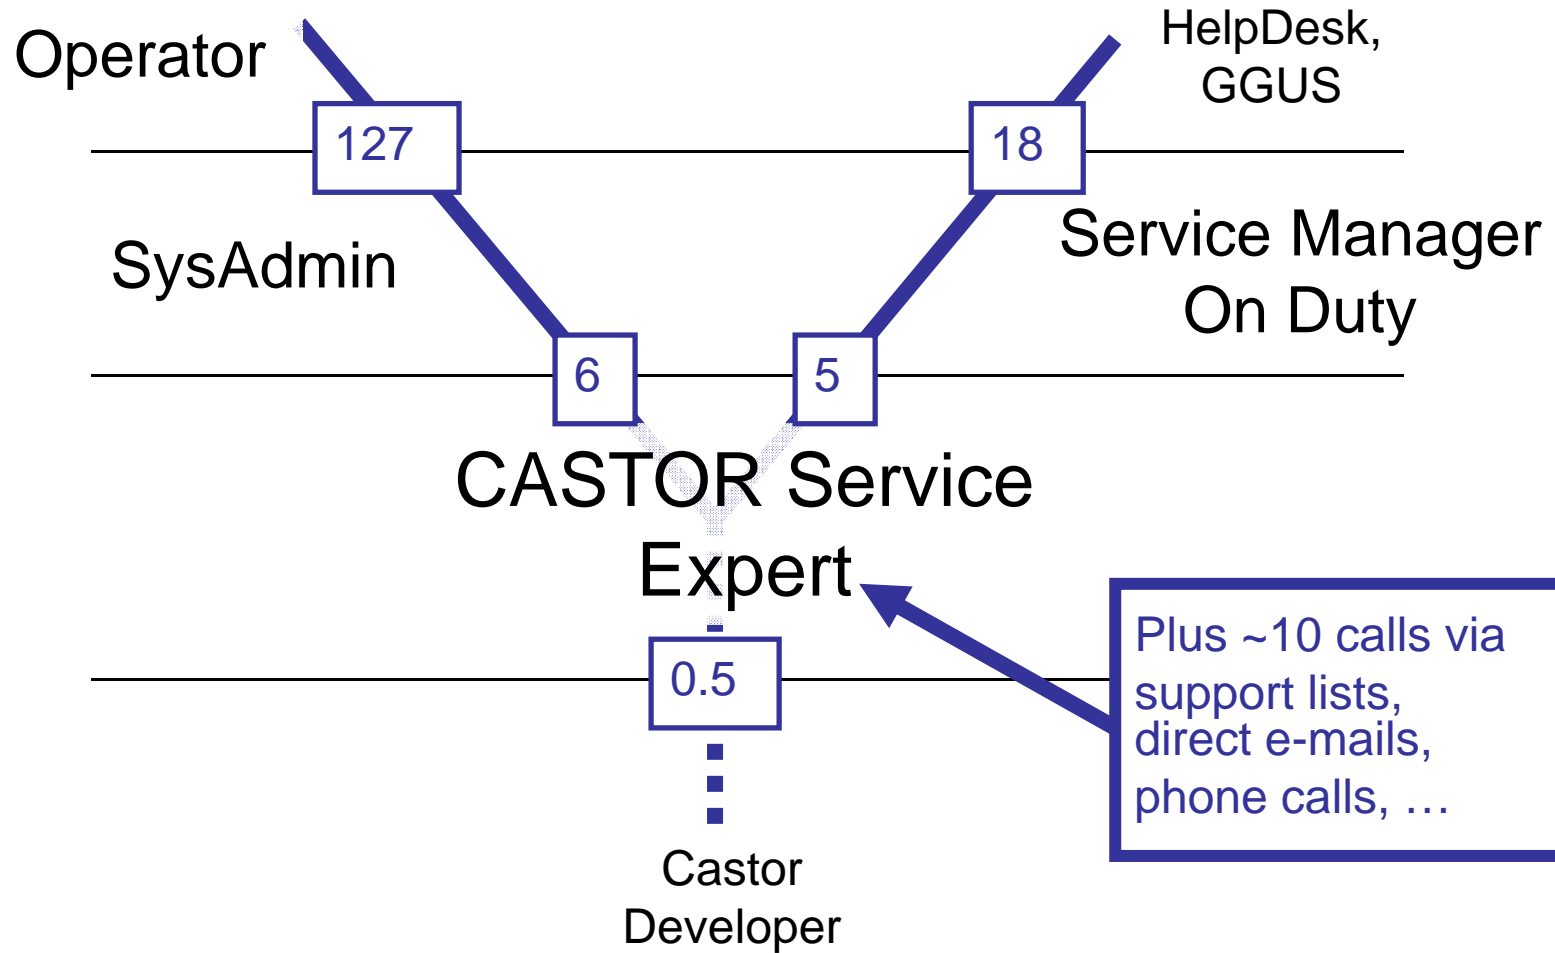 Operator
HelpDesk,
GGUS
127
18
SysAdmin
Service Manager
On Duty
6
5
CASTOR Service
Expert
Plus ~10 calls via
support lists,
direct e-mails,
phone calls, …
0.5
Castor
Developer